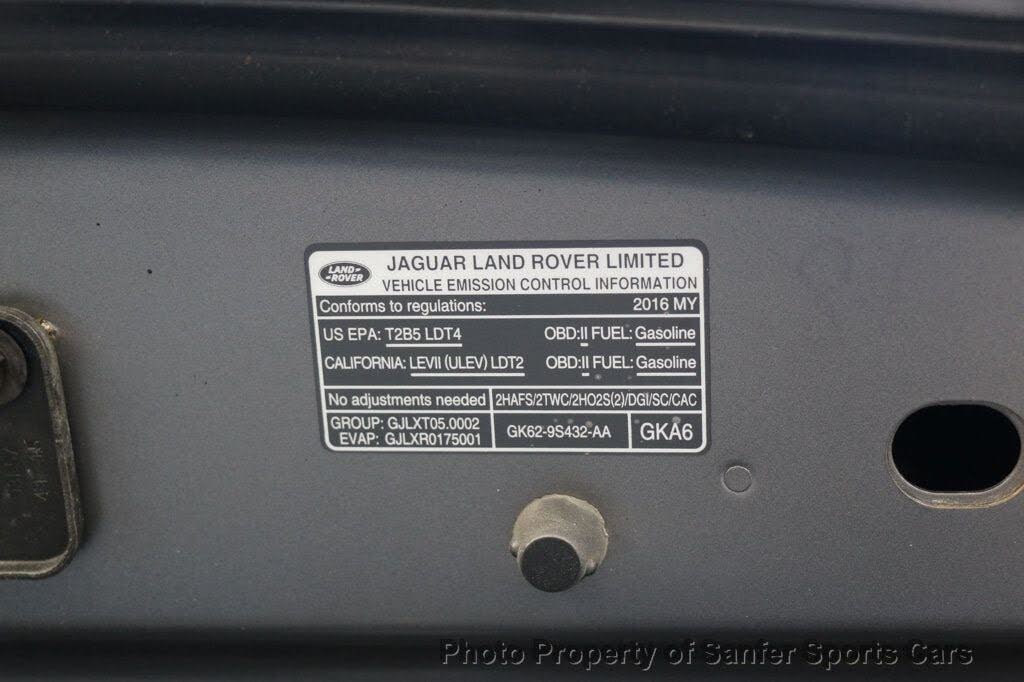 LAND-
-ROVER
JAGUAR LAND ROVER LIMITED
VEHICLE EMISSION CONTROL INFORMATION
Conforms to regulations: 2016 MY
US EPA: T2B5 LDT4 OBD:II FUEL: Gasoline
CALIFORNIA: LEVII (ULEV) LDT2 OBD:II FUEL: Gasoline
No adjustments needed 2HAFS/2TWC/2HO2S(2)/DGI/SC/CAC
GROUP: GJLXT05.0002
EVAP: GJLXR0175001
GK62-9S432-AA
GKA6
Photo Property of Sanfer Sports Cars